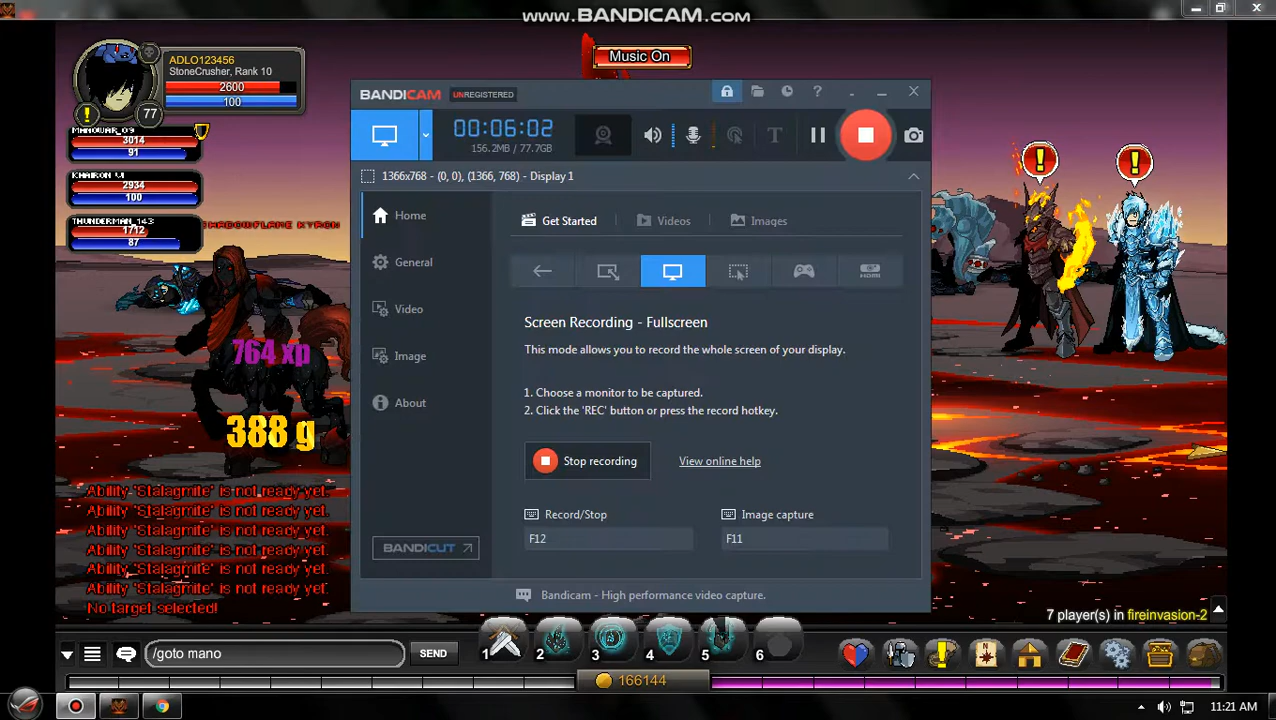 www.BANDICAM.com
Music On
ADLO123456
StoneCrusher, Rank 10
2600
100
77
MANOWAR_09
3014
91
KHAIRON VI
2934
100
THUNDERMAN_143
1712
87
SHADOWFLAME KYRON
764 xp
388 g
Ability 'Stalagmite' is not ready yet.
Ability 'Stalagmite' is not ready yet.
Ability 'Stalagmite' is not ready yet.
Ability 'Stalagmite' is not ready yet.
Ability 'Stalagmite' is not ready yet.
Ability 'Stalagmite' is not ready yet.
No target selected!
BANDICAM UNREGISTERED
00:06:02
156.2MB / 77.7GB
1366x768 - (0, 0), (1366, 768) - Display 1
Home
General
Video
Image
About
BANDICUT
Get Started
Videos
Images
HDMI
Screen Recording - Fullscreen
This mode allows you to record the whole screen of your display.
1. Choose a monitor to be captured.
2. Click the 'REC' button or press the record hotkey.
Stop recording
View online help
Record/Stop
Image capture
F12
F11
Bandicam - High performance video capture.
7 player(s) in fireinvasion-2
/goto mano
SEND
1
2
3
4
5
6
166144
11:21 AM